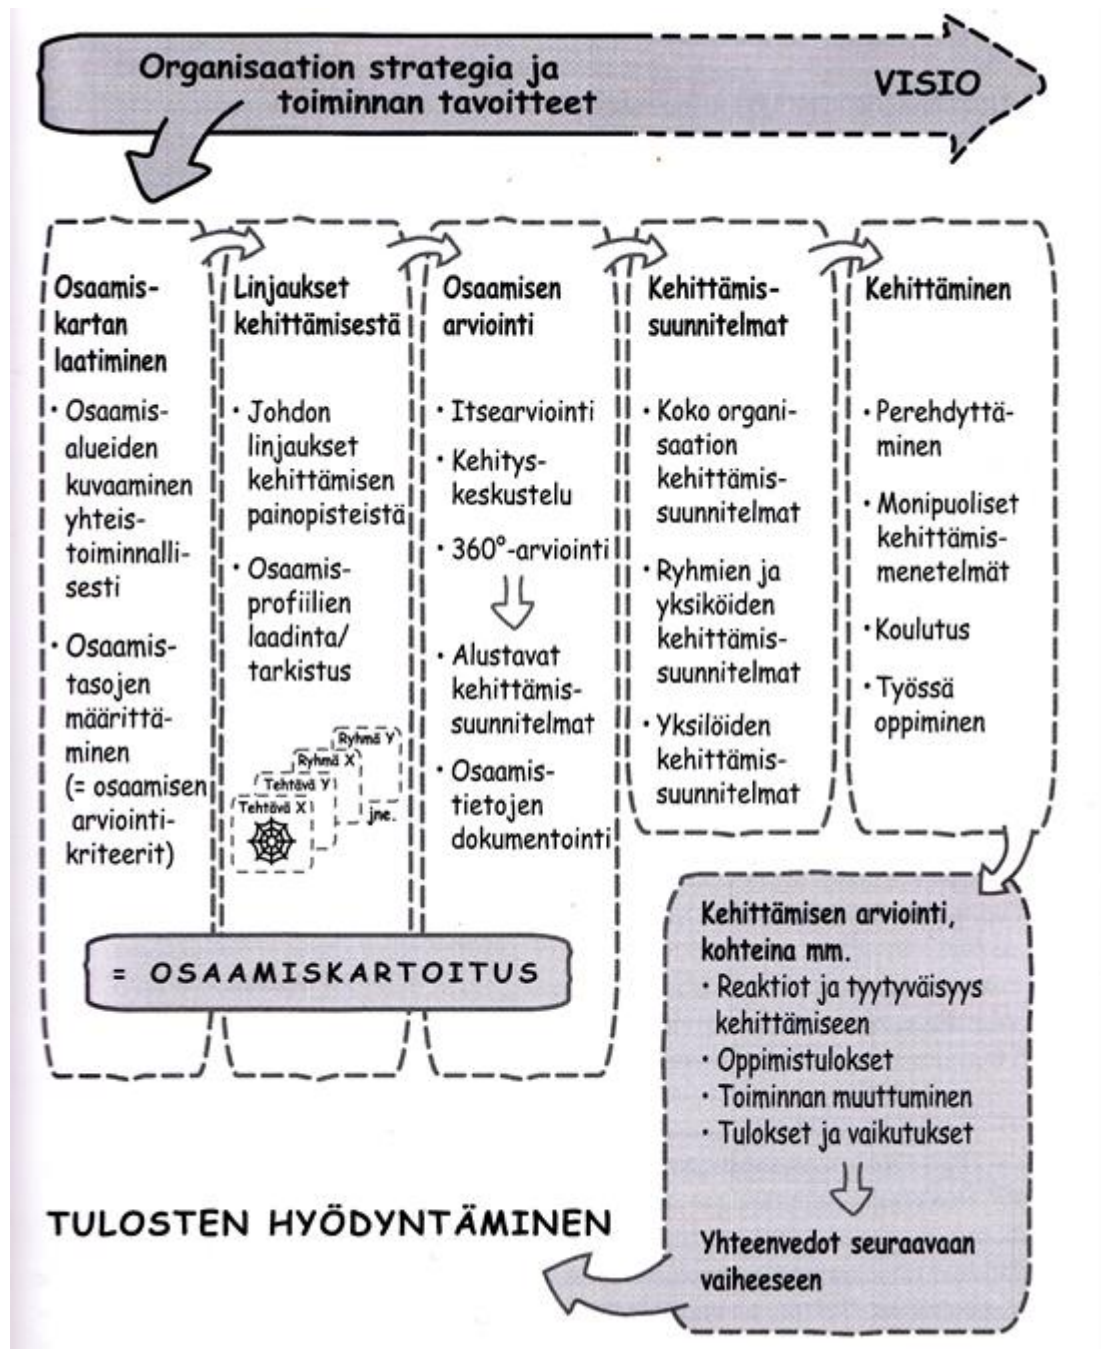 Organisaation strategia ja
toiminnan tavoitteet
VISIO
Osaamis-
kartan
laatiminen
• Osaamis-
alueiden
kuvaaminen
yhteis-
toiminnalli-
sesti
• Osaamis-
tasojen
määrittä-
minen
(= osaamisen
arviointi-
kriteerit)
Linjaukset
kehittämisestä
• Johdon
linjaukset
kehittämisen
painopisteistä
• Osaamis-
profiilien
laadinta/
tarkistus
Ryhmä Y
Ryhmä X
Tehtävä Y
Tehtävä X
jne.
Osaamisen
arviointi
• Itsearviointi
• Kehitys-
keskustelu
• 360°-arviointi
• Alustavat
kehittämis-
suunnitelmat
• Osaamis-
tietojen
dokumentointi
Kehittämis-
suunnitelmat
• Koko organi-
saation
kehittämis-
suunnitelmat
• Ryhmien ja
yksiköiden
kehittämis-
suunnitelmat
• Yksilöiden
kehittämis-
suunnitelmat
Kehittäminen
• Perehdyttä-
minen
• Monipuoliset
kehittämis-
menetelmät
• Koulutus
• Työssä
oppiminen
= OSAAMISKARTOITUS
Kehittämisen arviointi,
kohteina mm.
• Reaktiot ja tyytyväisyys
kehittämiseen
• Oppimistulokset
• Toiminnan muuttuminen
• Tulokset ja vaikutukset
Yhteenvedot seuraavaan
vaiheeseen
TULOSTEN HYÖDYNTÄMINEN